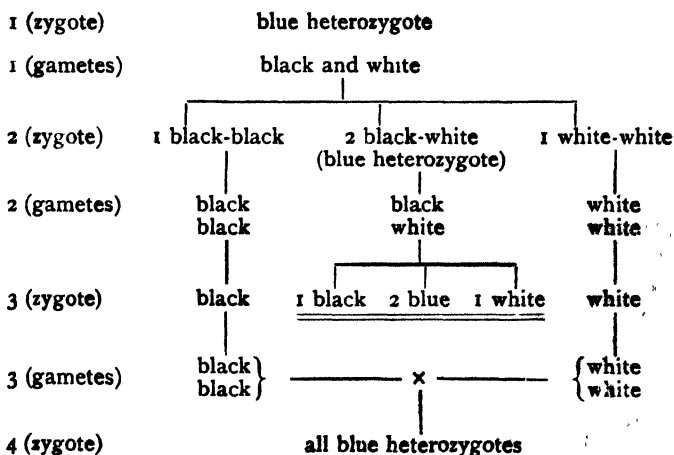 1 (zygote) blue heterozygote
1 (gametes) black and white
2 (zygote) 1 black-black 2 black-white 1 white-white
(blue heterozygote)
2 (gametes) black black white
black white white
3 (zygote) black 1 black 2 blue 1 white white
3 (gametes) black} × {white
black white
4 (zygote) all blue heterozygotes